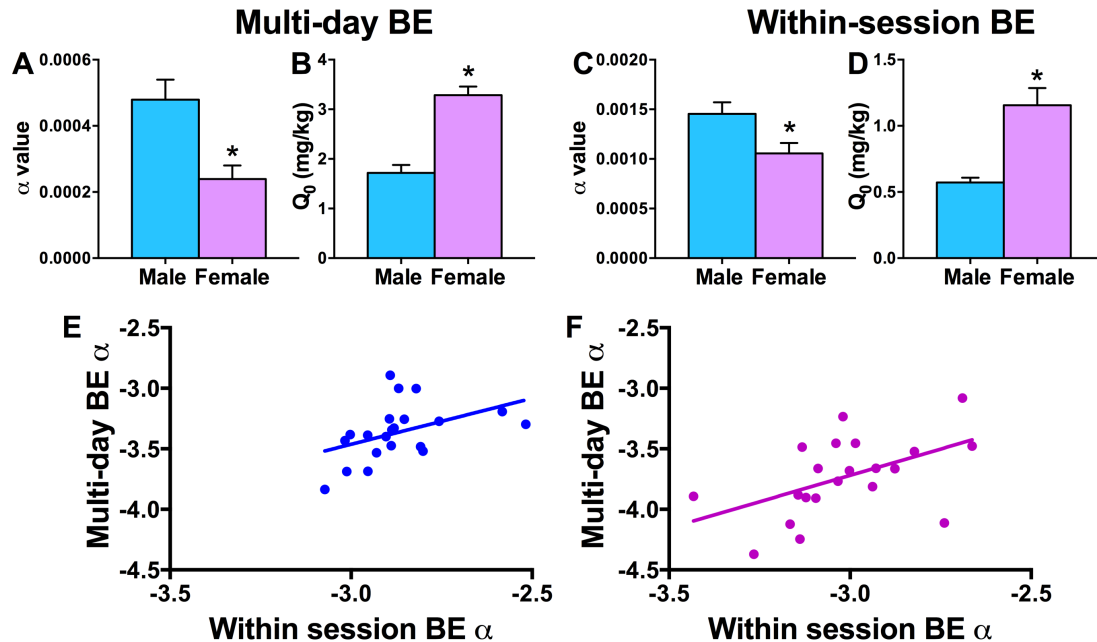 Multi-day BE
Within-session BE
A
α value
0.0006
0.0004
0.0002
0.0000
Male Female
*
B
Q0 (mg/kg)
4
3
2
1
0
Male Female
*
C
α value
0.0020
0.0015
0.0010
0.0005
0.0000
Male Female
*
D
Q0 (mg/kg)
1.5
1.0
0.5
0.0
Male Female
*
E
Multi-day BE α
-2.5
-3.0
-3.5
-4.0
-4.5
-3.5
-3.0
-2.5
Within session BE α
F
Multi-day BE α
-2.5
-3.0
-3.5
-4.0
-4.5
-3.5
-3.0
-2.5
Within session BE α